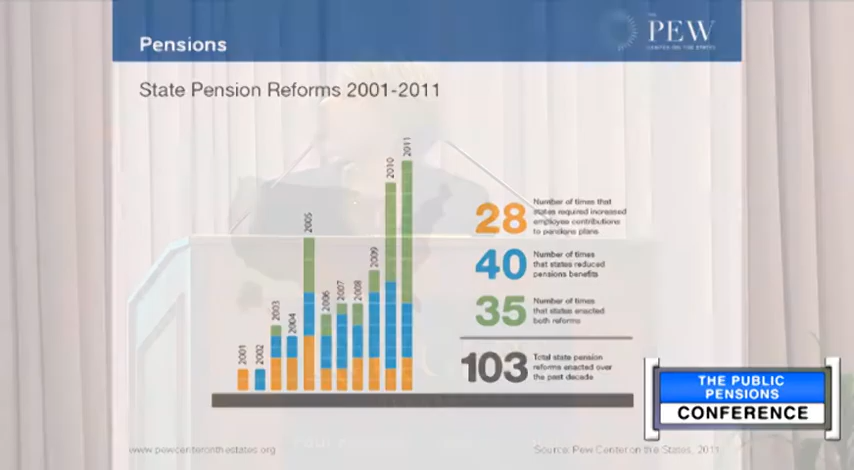 Pensions
THE
PEW
CENTER ON THE STATES
State Pension Reforms 2001-2011
2001
2002
2003
2004
2005
2006
2007
2008
2009
2010
2011
28
Number of times that
states required increased
employee contributions
to pensions plans
40
Number of times
that states reduced
pensions benefits
35
Number of times
that states enacted
both reforms
103
Total state pension
reforms enacted over
the past decade
THE PUBLIC
PENSIONS
CONFERENCE
www.pewcenteronthestates.org
Source: Pew Center on the States, 2011